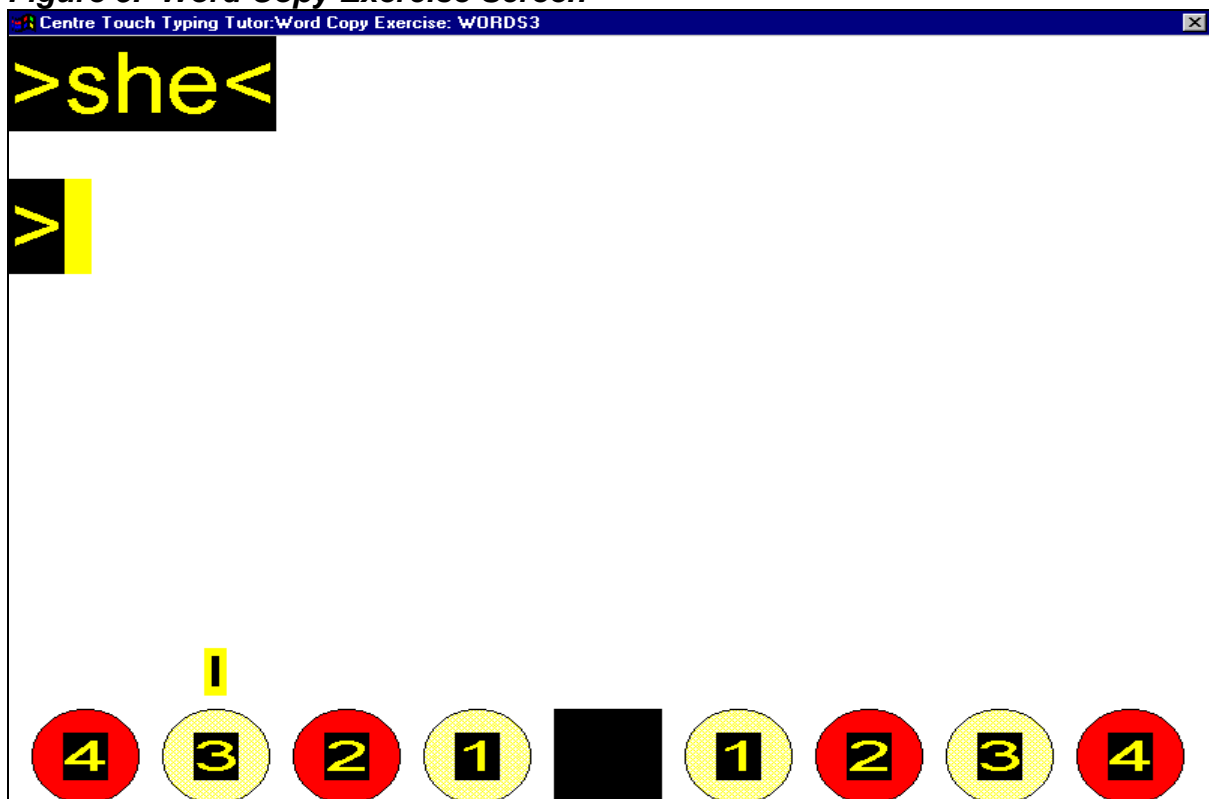 Figure 3: Word Copy Exercise Screen
Centre Touch Typing Tutor:Word Copy Exercise: WORDS3
>she<
>
I
4 3 2 1 1 2 3 4